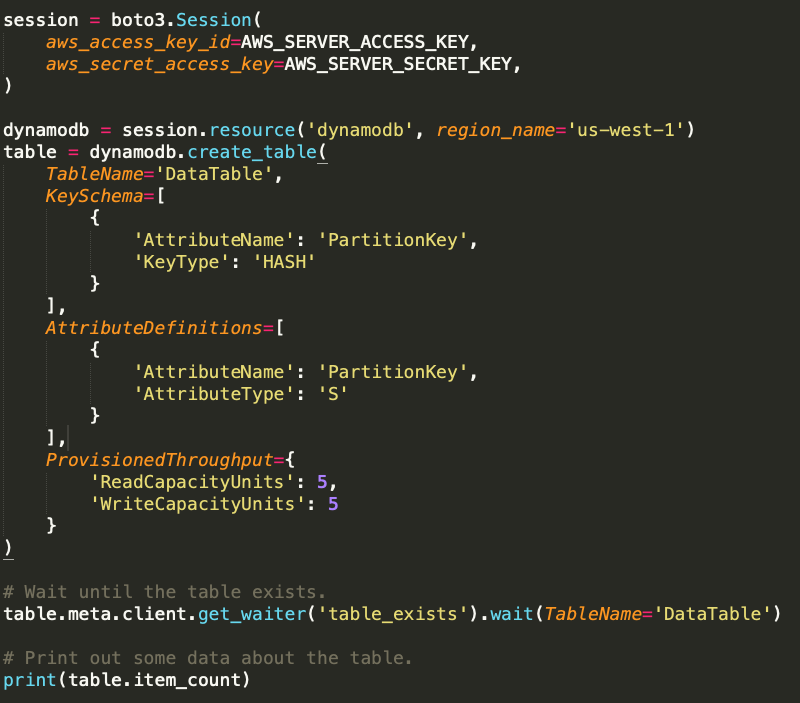 session = boto3.Session(
    aws_access_key_id=AWS_SERVER_ACCESS_KEY,
    aws_secret_access_key=AWS_SERVER_SECRET_KEY,
)

dynamodb = session.resource('dynamodb', region_name='us-west-1')
table = dynamodb.create_table(
    TableName='DataTable',
    KeySchema=[
        {
            'AttributeName': 'PartitionKey',
            'KeyType': 'HASH'
        }
    ],
    AttributeDefinitions=[
        {
            'AttributeName': 'PartitionKey',
            'AttributeType': 'S'
        }
    ],
    ProvisionedThroughput={
        'ReadCapacityUnits': 5,
        'WriteCapacityUnits': 5
    }
)

# Wait until the table exists.
table.meta.client.get_waiter('table_exists').wait(TableName='DataTable')

# Print out some data about the table.
print(table.item_count)